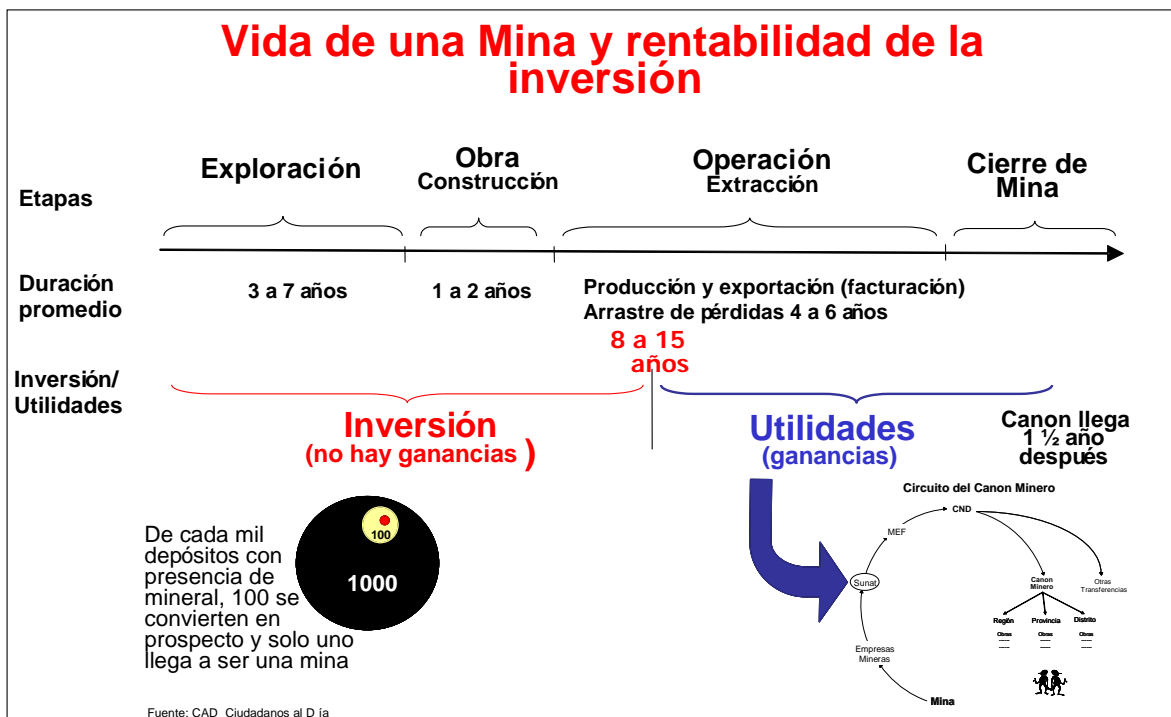 Vida de una Mina y rentabilidad de la
inversión
Etapas
Exploración
Obra
Construcción
Operación
Extracción
Cierre de
Mina
Duración
promedio
3 a 7 años
1 a 2 años
Producción y exportación (facturación)
Arrastre de pérdidas 4 a 6 años
8 a 15
años
Inversión/
Utilidades
Inversión
(no hay ganancias )
Utilidades
(ganancias)
Canon llega
1 ½ año
después
De cada mil
depósitos con
presencia de
mineral, 100 se
convierten en
prospecto y solo uno
llega a ser una mina
100
1000
Circuito del Canon Minero
CND
MEF
Sunat
Empresas
Mineras
Mina
Canon
Minero
Otras
Transferencias
Región
Provincia
Distrito
Obras
Obras
Obras
Fuente: CAD Ciudadanos al D ía